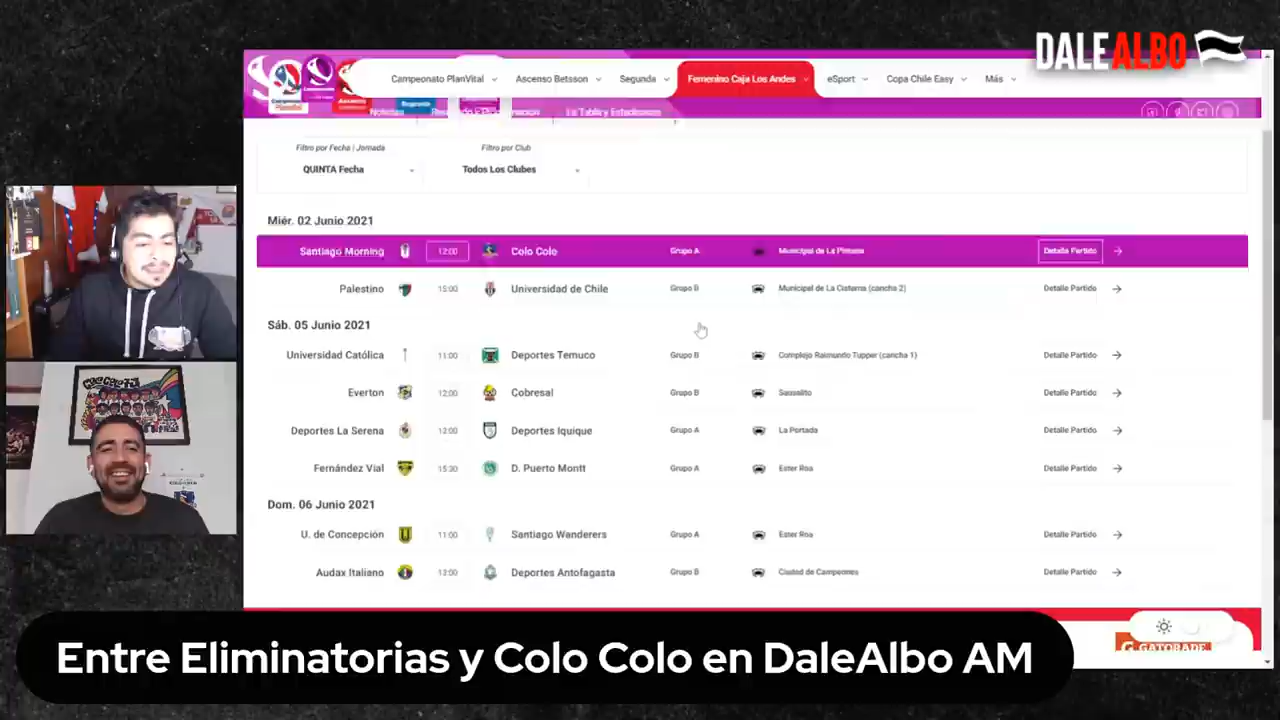 DALEALBO
Campeonato PlanVital Ascenso Betsson Segunda Femenino Caja Los Andes eSport Copa Chile Easy Más
Noticias La Tabla y Estadísticas
Filtro por Fecha | Jornada Filtro por Club
QUINTA Fecha Todos Los Clubes
Miér. 02 Junio 2021
Santiago Morning 12:00 Colo Colo Grupo A Municipal de La Pintana Detalle Partido →
Palestino 15:00 Universidad de Chile Grupo B Municipal de La Cisterna (cancha 2) Detalle Partido →
Sáb. 05 Junio 2021
Universidad Católica 11:00 Deportes Temuco Grupo B Complejo Raimundo Tupper (cancha 1) Detalle Partido →
Everton 12:00 Cobresal Grupo B Sausalito Detalle Partido →
Deportes La Serena 12:00 Deportes Iquique Grupo A La Portada Detalle Partido →
Fernández Vial 15:30 D. Puerto Montt Grupo A Ester Roa Detalle Partido →
Dom. 06 Junio 2021
U. de Concepción 11:00 Santiago Wanderers Grupo A Ester Roa Detalle Partido →
Audax Italiano 12:00 Deportes Antofagasta Grupo B Ciudad de Campeones Detalle Partido →
GATORADE
Entre Eliminatorias y Colo Colo en DaleAlbo AM